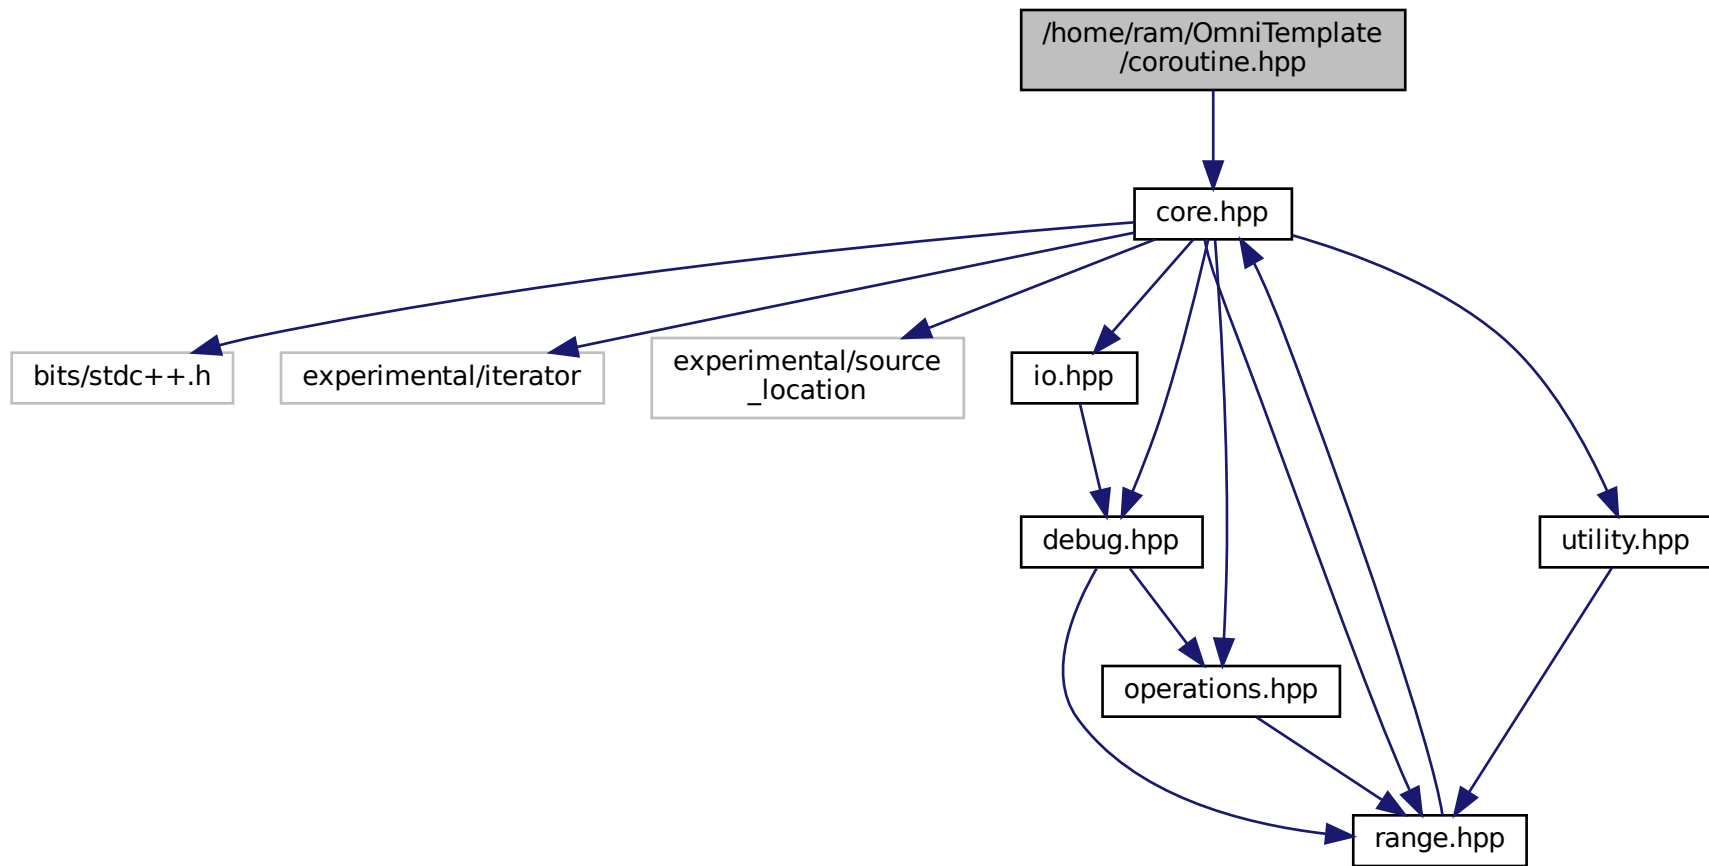 /home/ram/OmniTemplate
/coroutine.hpp
core.hpp
bits/stdc++.h
experimental/iterator
experimental/source
_location
io.hpp
debug.hpp
utility.hpp
operations.hpp
range.hpp